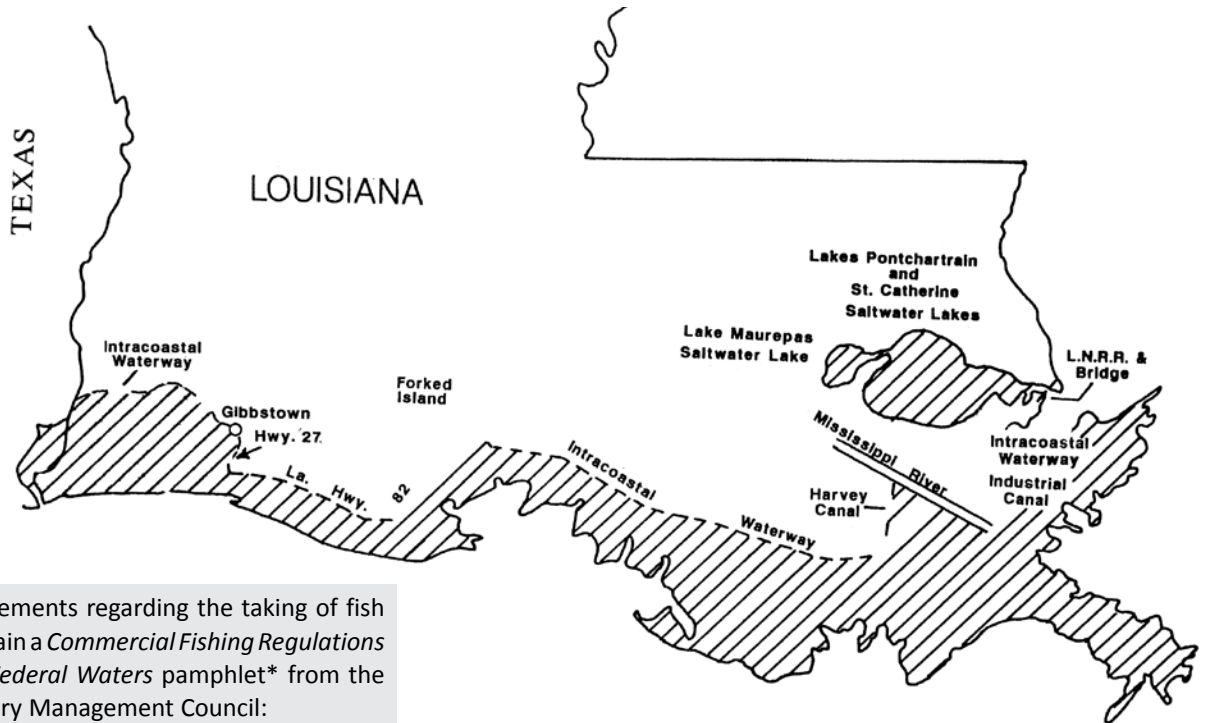 TEXAS
LOUISIANA
Lakes Pontchartrain
and
St. Catherine
Saltwater Lakes
Lake Maurepas
Saltwater Lake
L.N.R.R. &
Bridge
Intracoastal
Waterway
Gibbstown
Hwy. 27
Forked
Island
La. Hwy. 82
Intracoastal Waterway
Mississippi River
Harvey
Canal
Intracoastal
Waterway
Industrial
Canal
ements regarding the taking of fish
ain a Commercial Fishing Regulations
ederal Waters pamphlet* from the
ry Management Council: